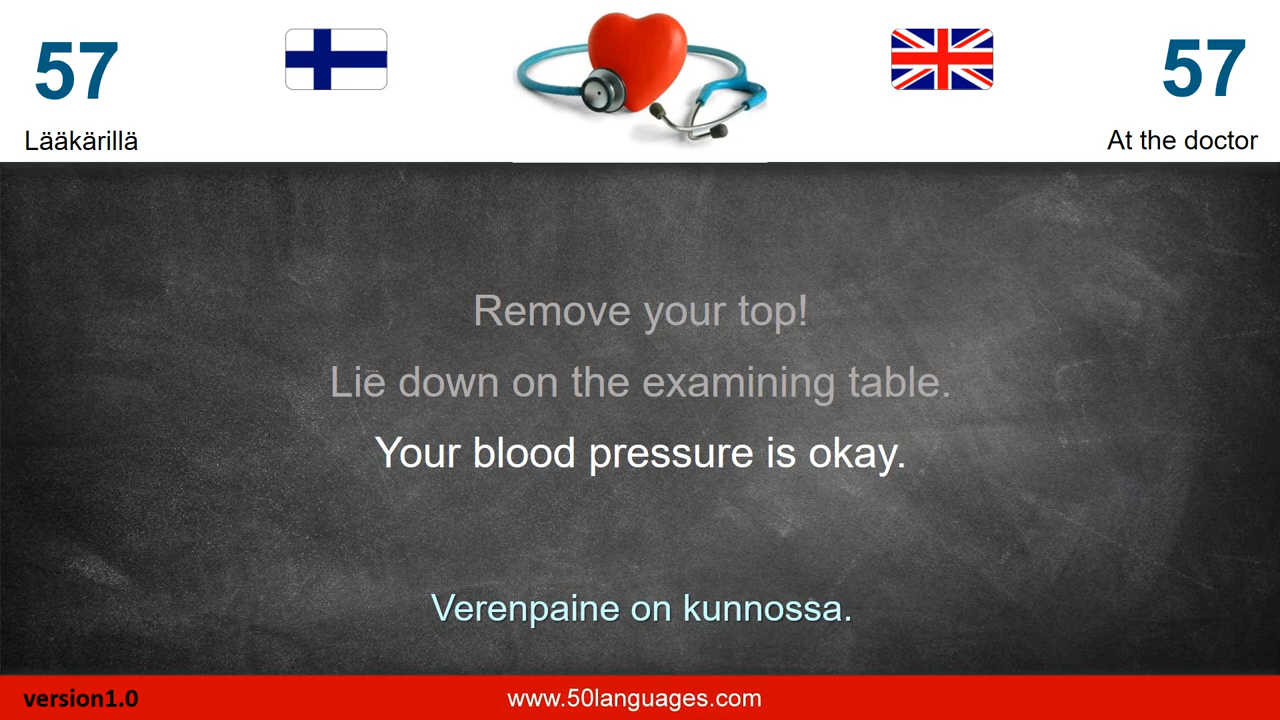 57
57
Lääkärillä
At the doctor
Remove your top!
Lie down on the examining table.
Your blood pressure is okay.
Verenpaine on kunnossa.
version1.0
www.50languages.com